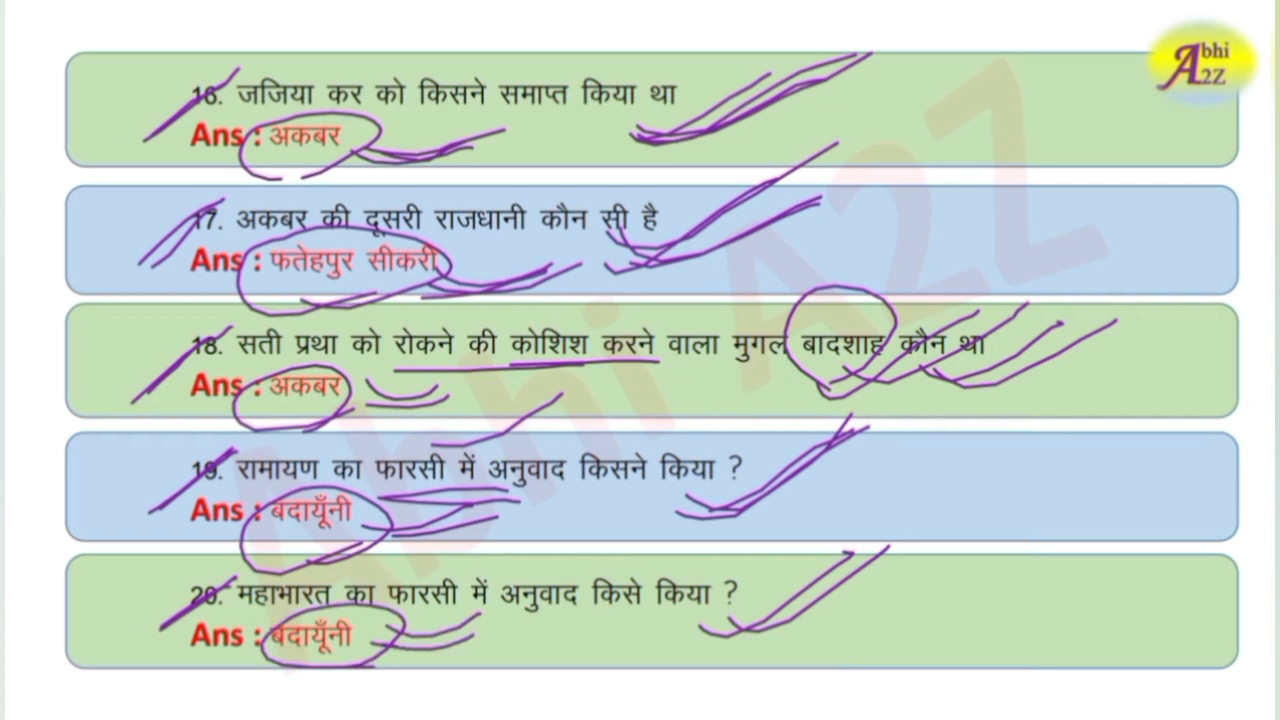 Abhi A2Z
16. जजिया कर को किसने समाप्त किया था
Ans : अकबर
17. अकबर की दूसरी राजधानी कौन सी है
Ans : फतेहपुर सीकरी
18. सती प्रथा को रोकने की कोशिश करने वाला मुगल बादशाह कौन था
Ans : अकबर
19. रामायण का फारसी में अनुवाद किसने किया ?
Ans : बदायूँनी
20. महाभारत का फारसी में अनुवाद किसे किया ?
Ans : बदायूँनी
Abhi A2Z